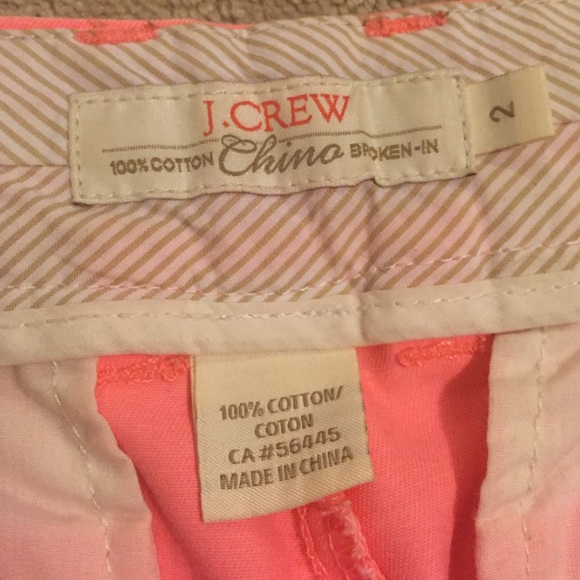 J.CREW
100% COTTON Chino BROKEN-IN
2
100% COTTON/
COTON
CA #56445
MADE IN CHINA